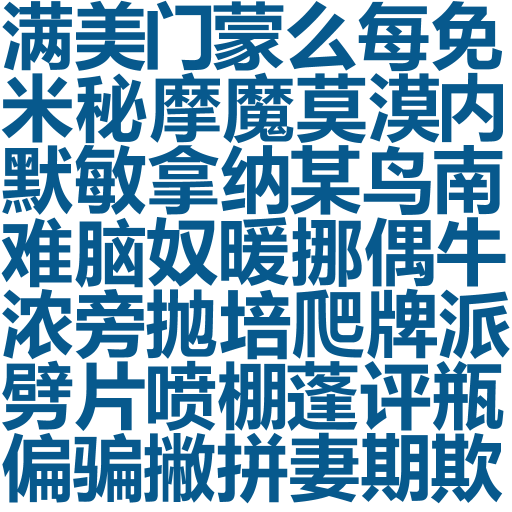 满美门蒙么每免
米秘摩魔莫漠内
默敏拿纳某鸟南
难脑奴暖挪偶牛
浓旁抛培爬牌派
劈片喷棚蓬评瓶
偏骗撇拼妻期欺